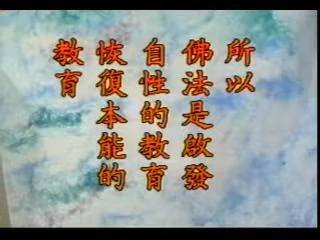 所以
佛法是啟發
自性的教育
恢復本能的
教育